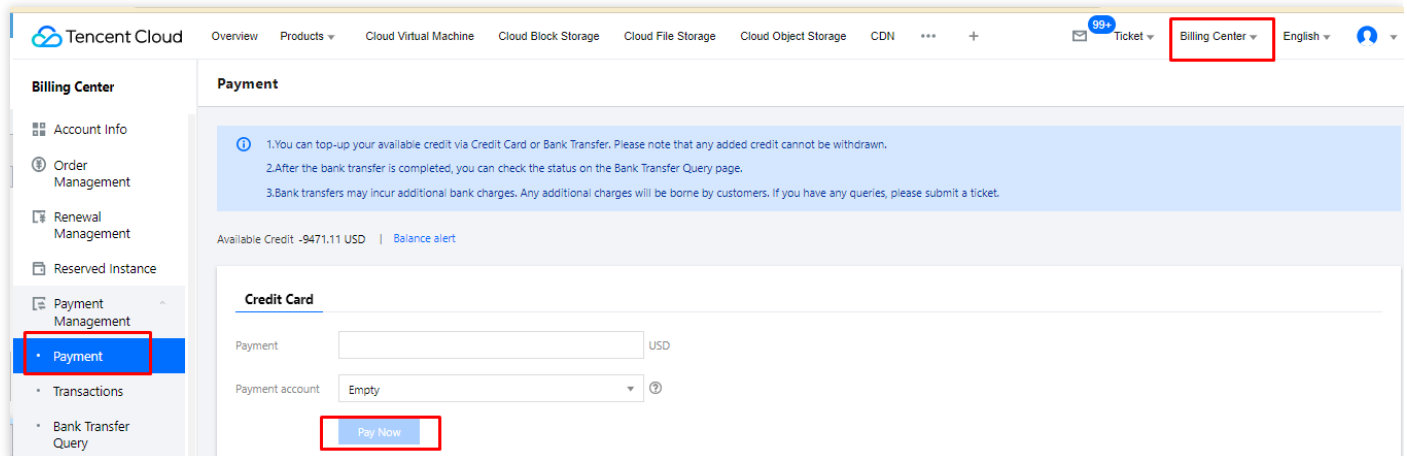 Tencent Cloud Overview Products Cloud Virtual Machine Cloud Block Storage Cloud File Storage Cloud Object Storage CDN ••• + 99+ Ticket Billing Center English
Billing Center
Account Info
Order
Management
Renewal
Management
Reserved Instance
Payment
Management
Payment
Transactions
Bank Transfer
Query
Payment
1.You can top-up your available credit via Credit Card or Bank Transfer. Please note that any added credit cannot be withdrawn.
2.After the bank transfer is completed, you can check the status on the Bank Transfer Query page.
3.Bank transfers may incur additional bank charges. Any additional charges will be borne by customers. If you have any queries, please submit a ticket.
Available Credit -9471.11 USD | Balance alert
Credit Card
Payment USD
Payment account Empty
Pay Now